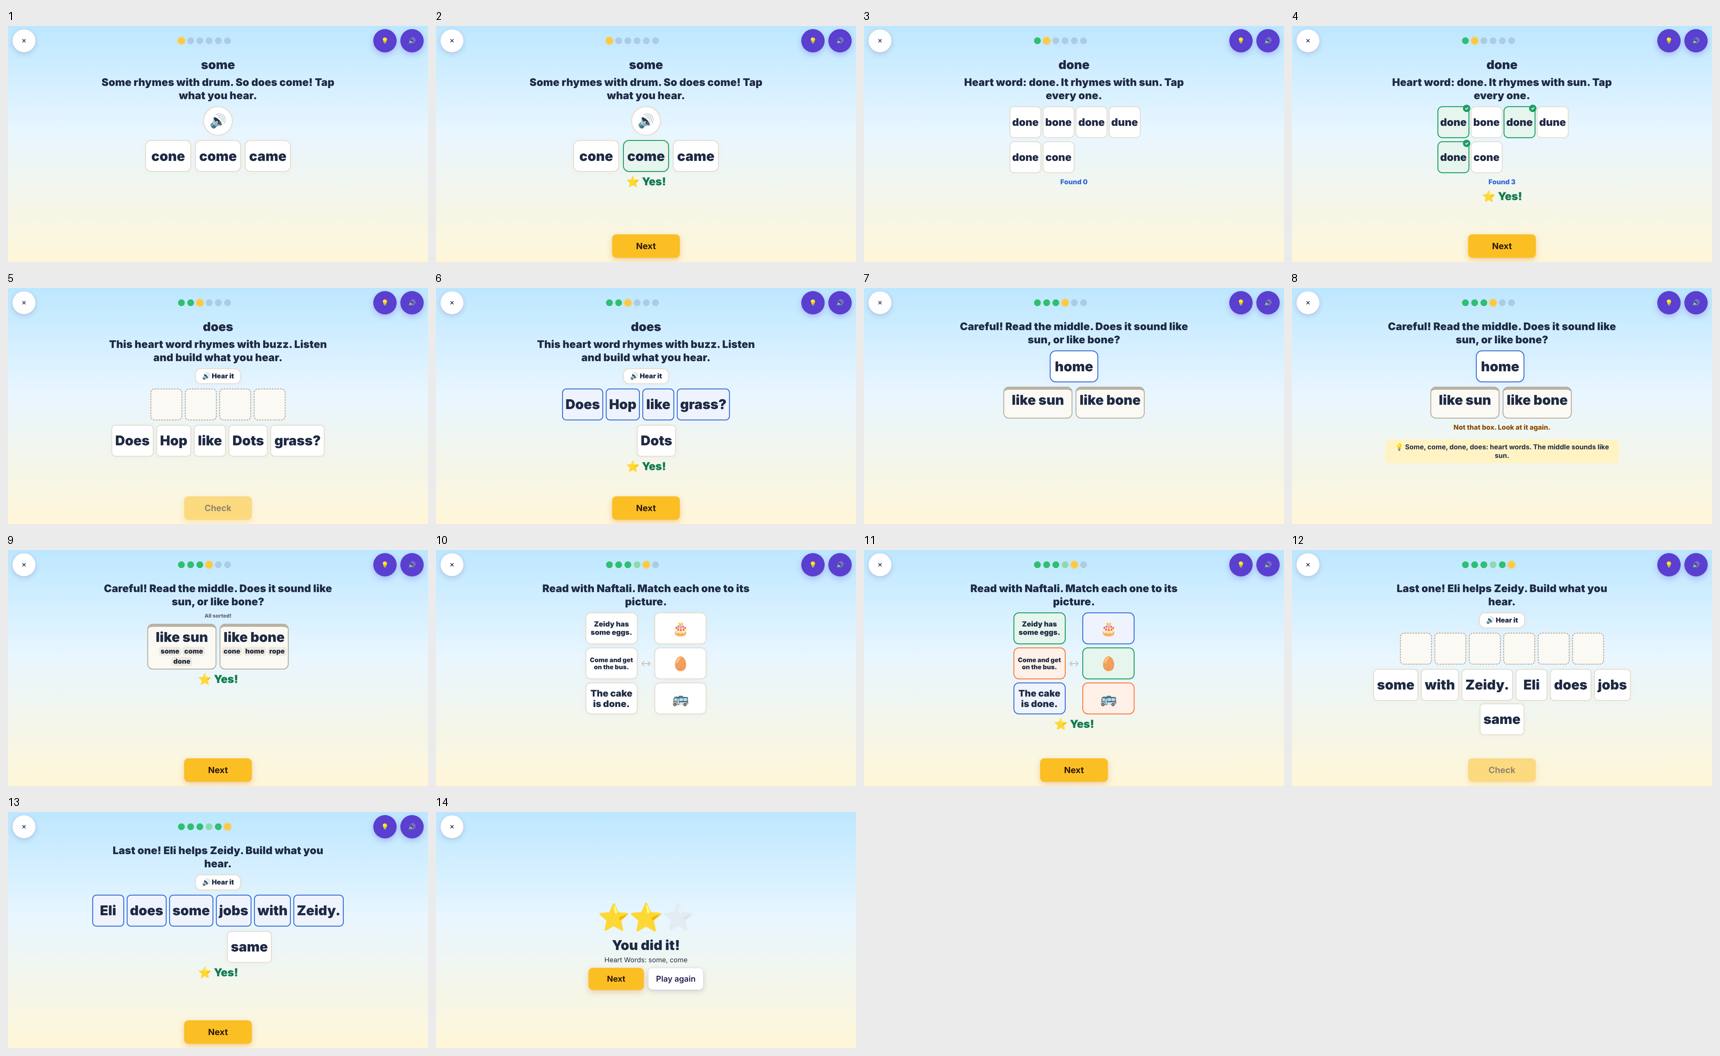 1
some
Some rhymes with drum. So does come! Tap
what you hear.
cone come came
2
some
Some rhymes with drum. So does come! Tap
what you hear.
cone come came
⭐ Yes!
Next
3
done
Heart word: done. It rhymes with sun. Tap
every one.
done bone done dune
done cone
Found 0
4
done
Heart word: done. It rhymes with sun. Tap
every one.
done bone done dune
done cone
Found 3
⭐ Yes!
Next
5
does
This heart word rhymes with buzz. Listen
and build what you hear.
🔊 Hear it
Does Hop like Dots grass?
Check
6
does
This heart word rhymes with buzz. Listen
and build what you hear.
🔊 Hear it
Does Hop like grass?
Dots
⭐ Yes!
Next
7
Careful! Read the middle. Does it sound like
sun, or like bone?
home
like sun like bone
8
Careful! Read the middle. Does it sound like
sun, or like bone?
home
like sun like bone
Not that box. Look at it again.
💡 Some, come, done, does: heart words. The middle sounds like
sun.
9
Careful! Read the middle. Does it sound like
sun, or like bone?
All sorted!
like sun like bone
some come cone home rope
done
⭐ Yes!
Next
10
Read with Naftali. Match each one to its
picture.
Zeidy has
some eggs.
Come and get
on the bus.
The cake
is done.
11
Read with Naftali. Match each one to its
picture.
Zeidy has
some eggs.
Come and get
on the bus.
The cake
is done.
⭐ Yes!
Next
12
Last one! Eli helps Zeidy. Build what you
hear.
🔊 Hear it
some with Zeidy. Eli does jobs
same
Check
13
Last one! Eli helps Zeidy. Build what you
hear.
🔊 Hear it
Eli does some jobs with Zeidy.
same
⭐ Yes!
Next
14
You did it!
Heart Words: some, come
Next Play again